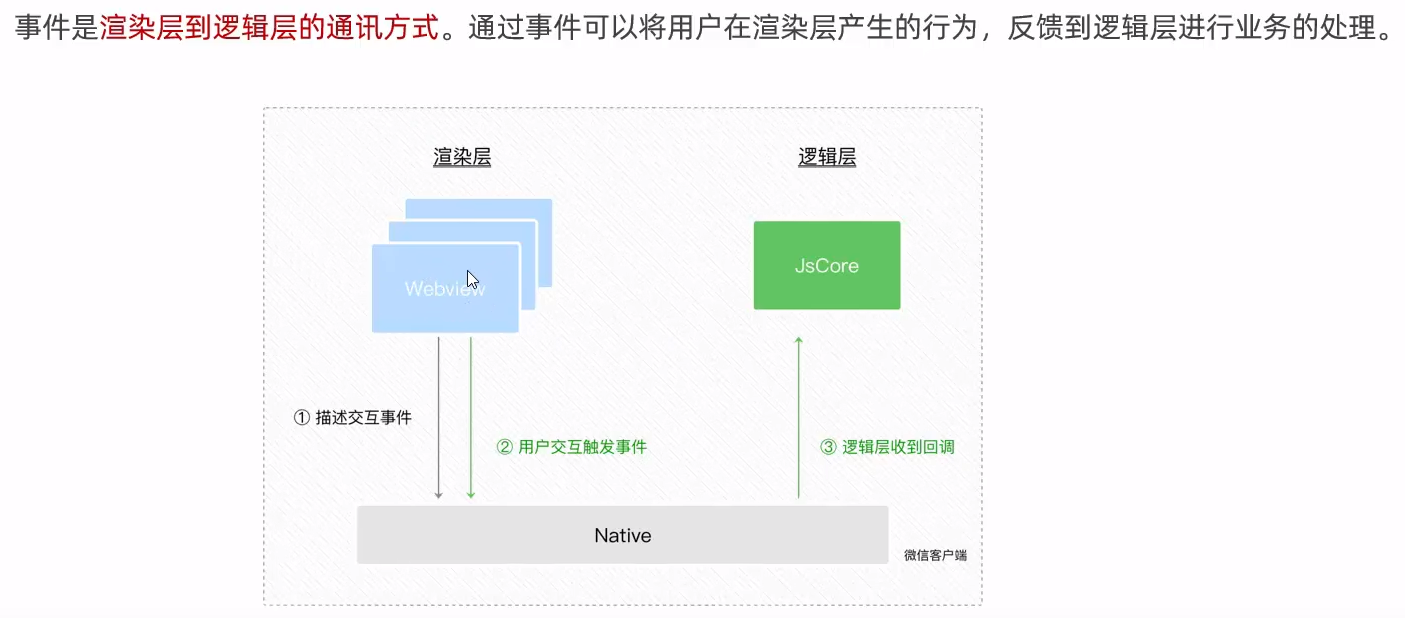 事件是渲染层到逻辑层的通讯方式。通过事件可以将用户在渲染层产生的行为，反馈到逻辑层进行业务的处理。
渲染层
逻辑层
Webview
JsCore
① 描述交互事件
② 用户交互触发事件
③ 逻辑层收到回调
Native
微信客户端